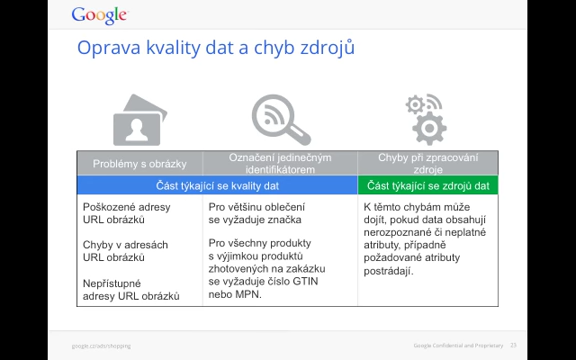 Google
Oprava kvality dat a chyb zdrojů
Problémy s obrázky
Označení jedinečným
identifikátorem
Chyby při zpracování
zdroje
Část týkající se kvality dat
Část týkající se zdrojů dat
Poškozené adresy
URL obrázků
Chyby v adresách
URL obrázků
Nepřístupné
adresy URL obrázků
Pro většinu oblečení
se vyžaduje značka
Pro všechny produkty
s výjimkou produktů
zhotovených na zakázku
se vyžaduje číslo GTIN
nebo MPN.
K těmto chybám může
dojít, pokud data obsahují
nerozpoznané či neplatné
atributy, případně
požadované atributy
postrádají.
google.cz/ads/shopping
Google Confidential and Proprietary 23